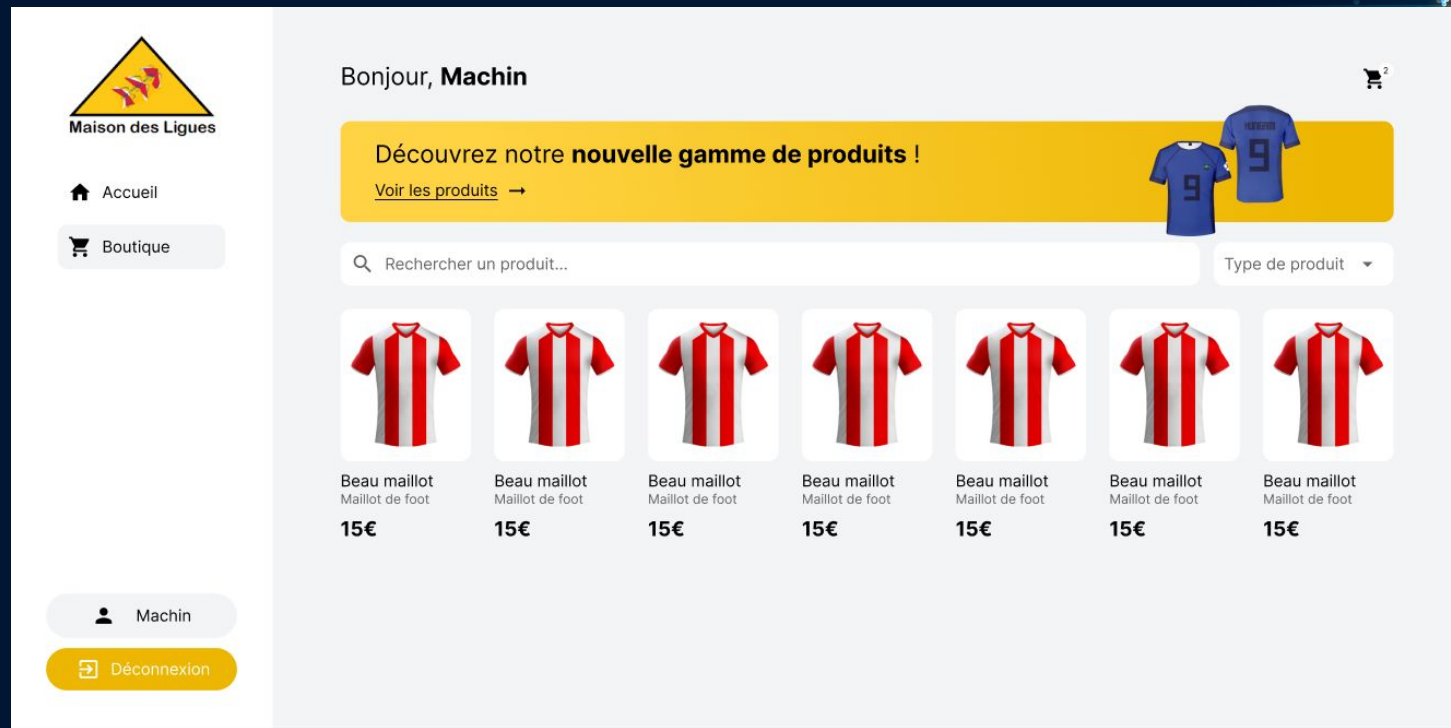 Maison des Ligues
Accueil
Boutique
Machin
Déconnexion
Bonjour, Machin
2
Découvrez notre nouvelle gamme de produits !
Voir les produits →
9
9
Rechercher un produit...
Type de produit
Beau maillot
Maillot de foot
15€
Beau maillot
Maillot de foot
15€
Beau maillot
Maillot de foot
15€
Beau maillot
Maillot de foot
15€
Beau maillot
Maillot de foot
15€
Beau maillot
Maillot de foot
15€
Beau maillot
Maillot de foot
15€